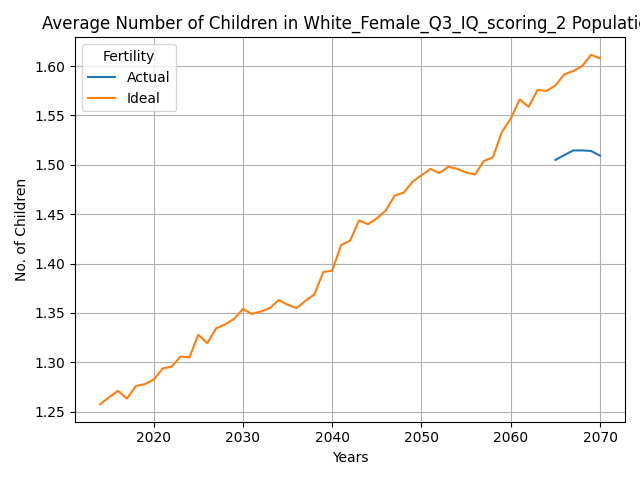 Average Number of Children in White_Female_Q3_IQ_scoring_2 Populatio
Fertility
Actual
Ideal
No. of Children
1.60
1.55
1.50
1.45
1.40
1.35
1.30
1.25
2020 2030 2040 2050 2060 2070
Years